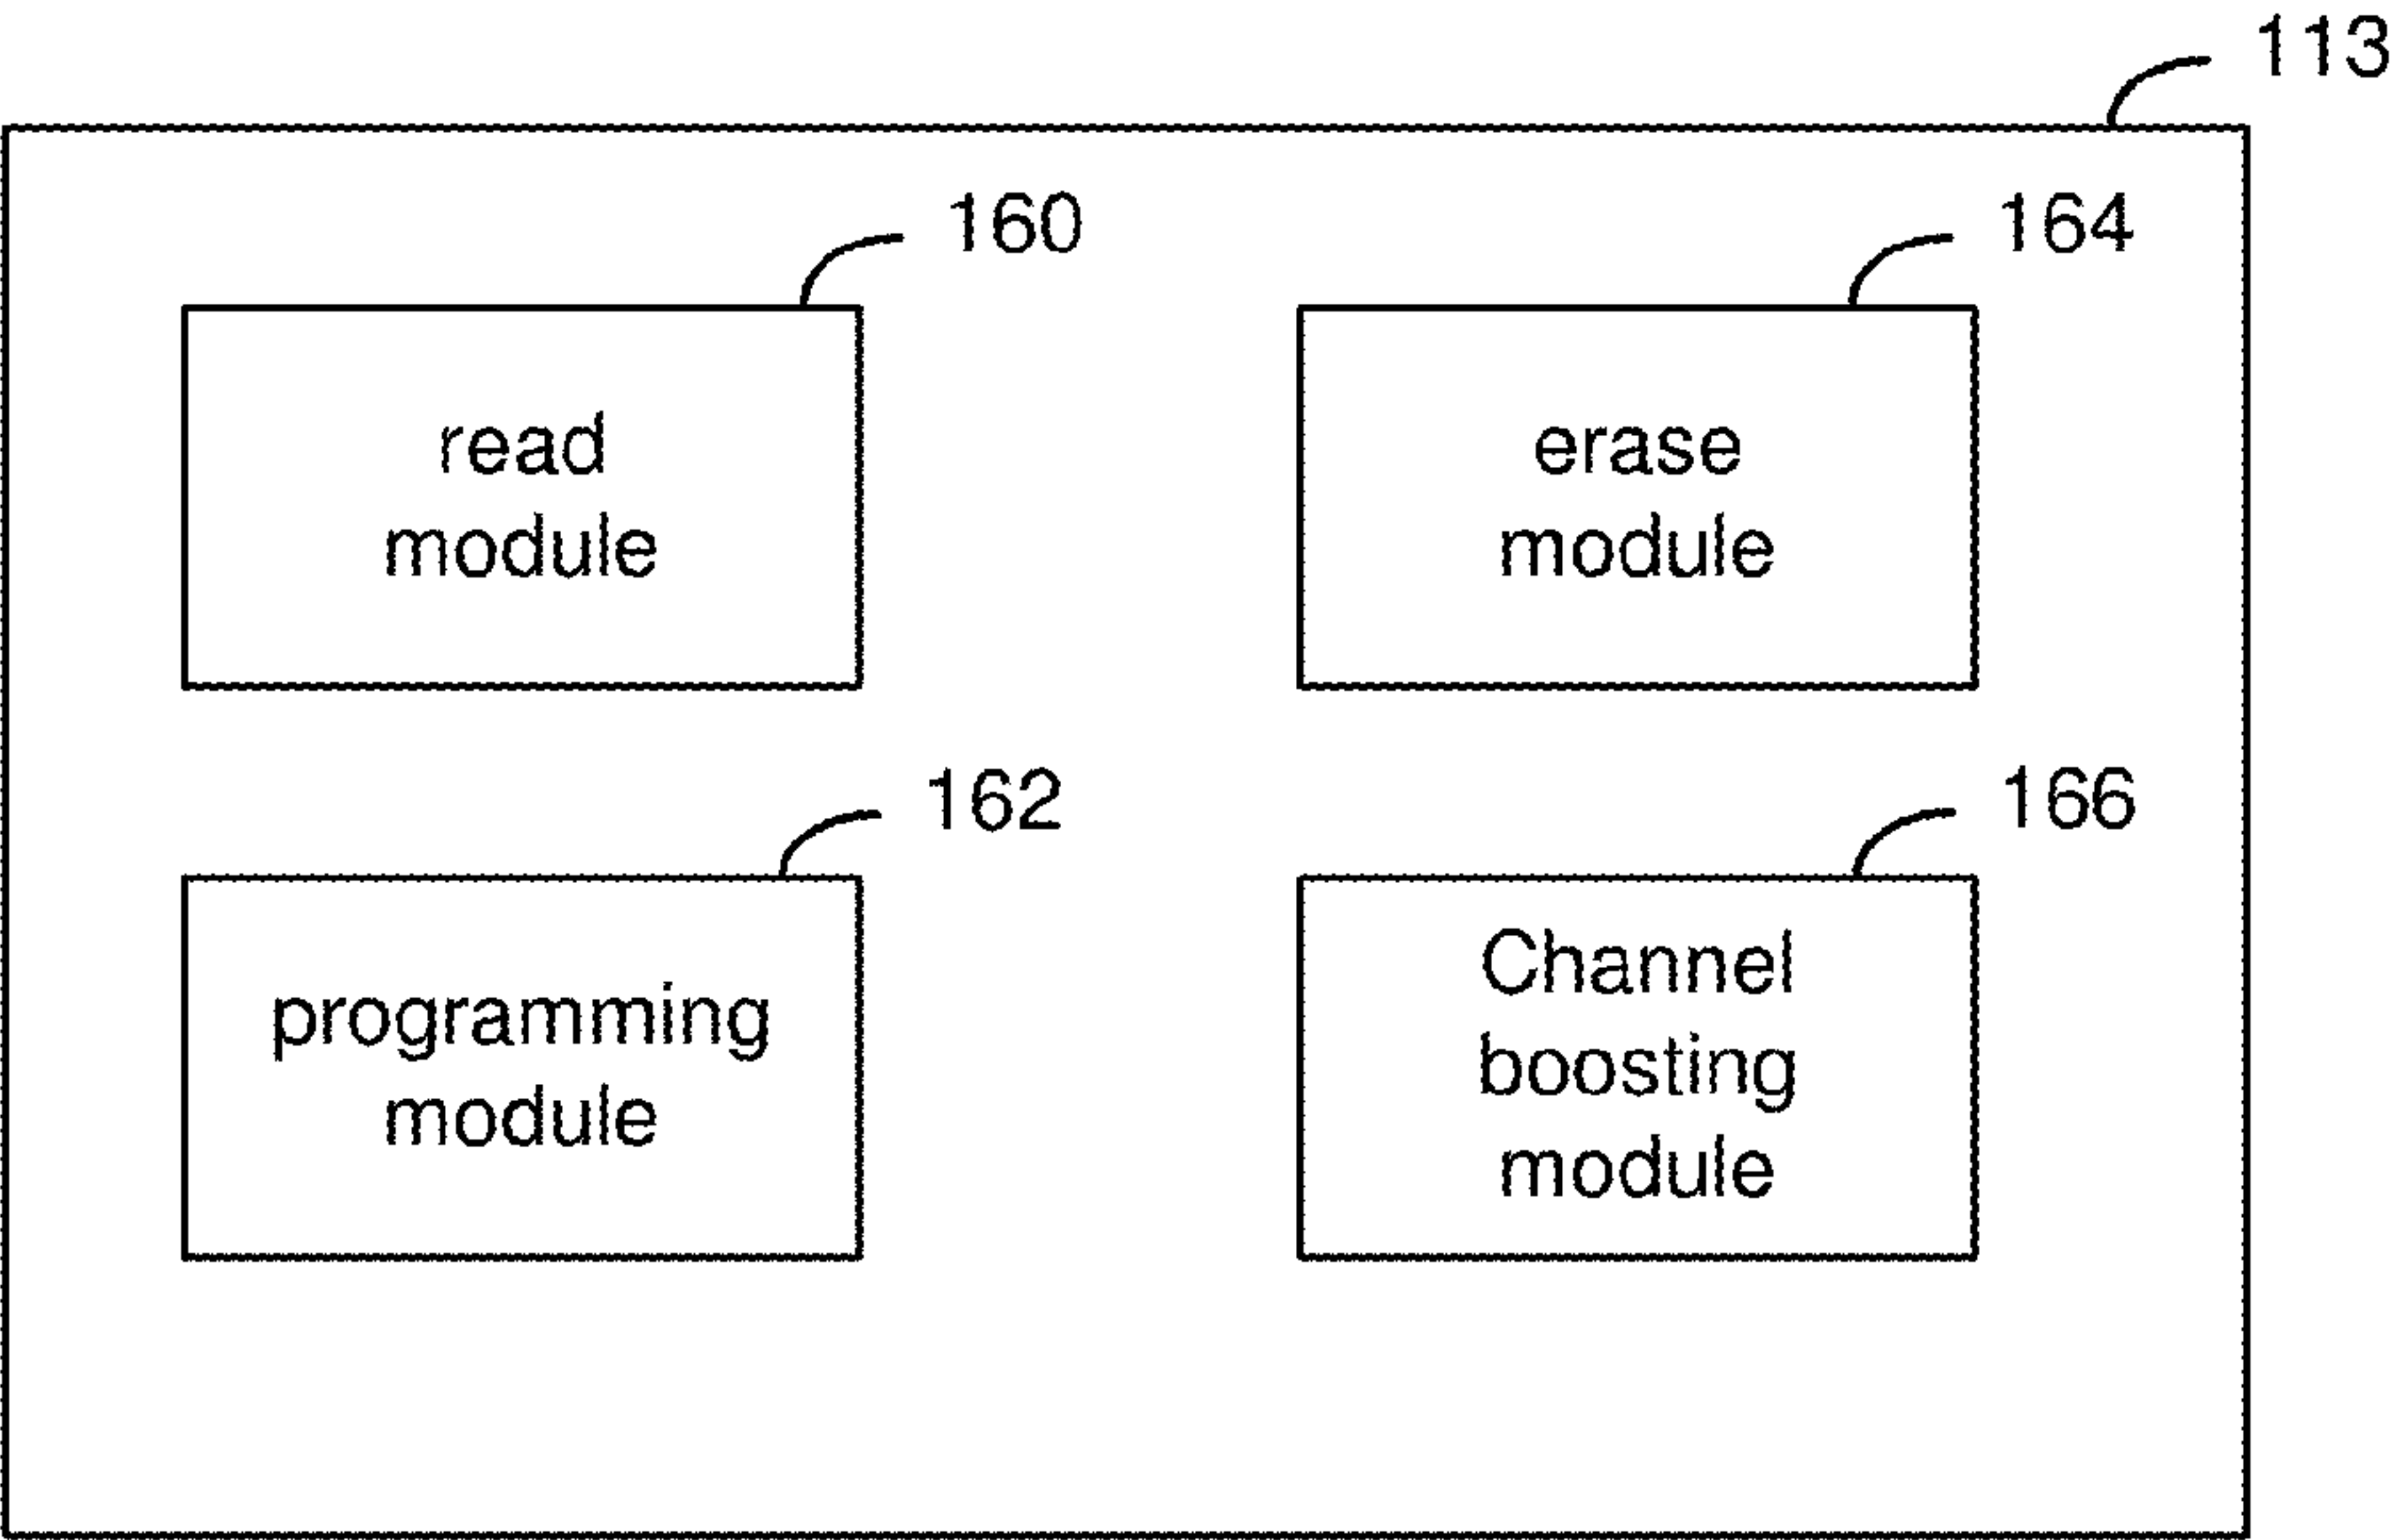 113
160
read
module
164
erase
module
162
programming
module
166
Channel
boosting
module